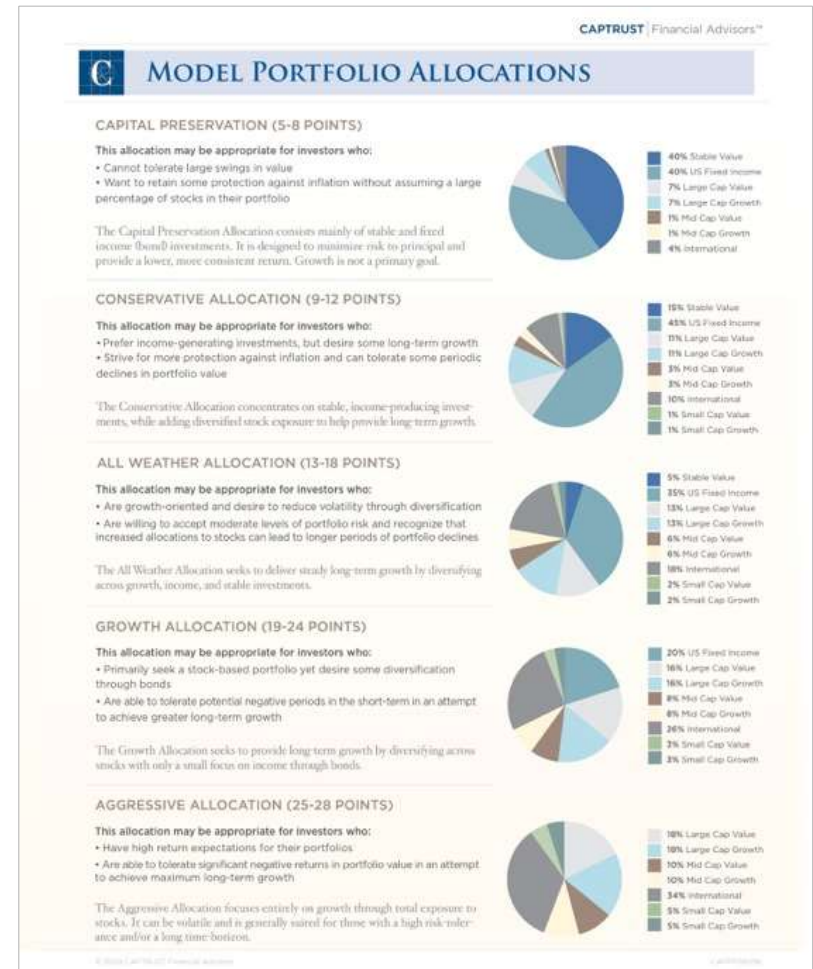 CAPTRUST Financial Advisors™
C MODEL PORTFOLIO ALLOCATIONS
CAPITAL PRESERVATION (5-8 POINTS)
This allocation may be appropriate for investors who:
• Cannot tolerate large swings in value
• Want to retain some protection against inflation without assuming a large
percentage of stocks in their portfolio
The Capital Preservation Allocation consists mainly of stable and fixed
income (bond) investments. It is designed to minimize risk to principal and
provide a lower, more consistent return. Growth is not a primary goal.
40% Stable Value
40% US Fixed Income
7% Large Cap Value
7% Large Cap Growth
1% Mid Cap Value
1% Mid Cap Growth
4% International
CONSERVATIVE ALLOCATION (9-12 POINTS)
This allocation may be appropriate for investors who:
• Prefer income-generating investments, but desire some long-term growth
• Strive for more protection against inflation and can tolerate some periodic
declines in portfolio value
The Conservative Allocation concentrates on stable, income-producing invest-
ments, while adding diversified stock exposure to help provide long-term growth.
15% Stable Value
45% US Fixed Income
11% Large Cap Value
11% Large Cap Growth
3% Mid Cap Value
3% Mid Cap Growth
10% International
1% Small Cap Value
1% Small Cap Growth
ALL WEATHER ALLOCATION (13-18 POINTS)
This allocation may be appropriate for investors who:
• Are growth-oriented and desire to reduce volatility through diversification
• Are willing to accept moderate levels of portfolio risk and recognize that
increased allocations to stocks can lead to longer periods of portfolio declines
The All Weather Allocation seeks to deliver steady long-term growth by diversifying
across growth, income, and stable investments.
5% Stable Value
35% US Fixed Income
13% Large Cap Value
13% Large Cap Growth
6% Mid Cap Value
6% Mid Cap Growth
18% International
2% Small Cap Value
2% Small Cap Growth
GROWTH ALLOCATION (19-24 POINTS)
This allocation may be appropriate for investors who:
• Primarily seek a stock-based portfolio yet desire some diversification
through bonds
• Are able to tolerate potential negative periods in the short-term in an attempt
to achieve greater long-term growth
The Growth Allocation seeks to provide long-term growth by diversifying across
stocks with only a small focus on income through bonds.
20% US Fixed Income
16% Large Cap Value
16% Large Cap Growth
8% Mid Cap Value
8% Mid Cap Growth
26% International
3% Small Cap Value
3% Small Cap Growth
AGGRESSIVE ALLOCATION (25-28 POINTS)
This allocation may be appropriate for investors who:
• Have high return expectations for their portfolios
• Are able to tolerate significant negative returns in portfolio value in an attempt
to achieve maximum long-term growth
The Aggressive Allocation focuses entirely on growth through total exposure to
stocks. It can be volatile and is generally suited for those with a high risk-toler-
ance and/or a long time-horizon.
18% Large Cap Value
18% Large Cap Growth
10% Mid Cap Value
10% Mid Cap Growth
34% International
5% Small Cap Value
5% Small Cap Growth
CAPTRUST Financial Advisors